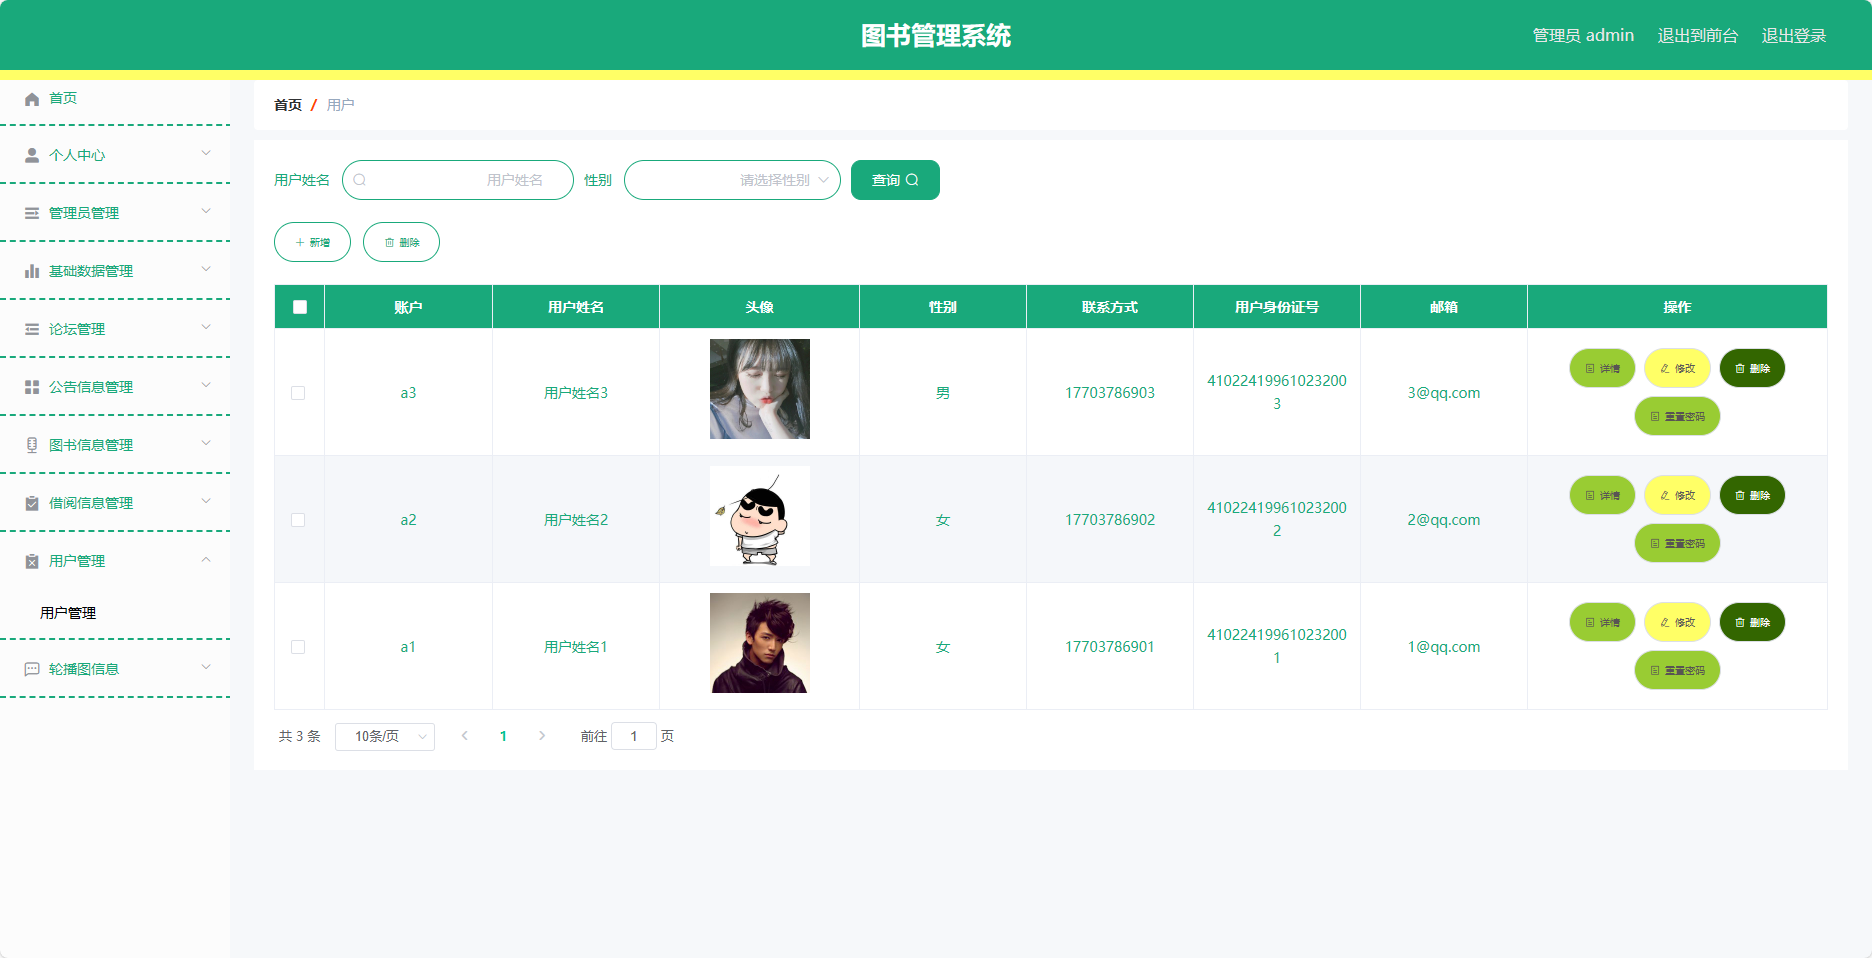 图书管理系统
管理员 admin 退出到前台 退出登录
首页
个人中心
管理员管理
基础数据管理
论坛管理
公告信息管理
图书信息管理
借阅信息管理
用户管理
用户管理
轮播图信息
首页 / 用户
用户姓名 用户姓名 性别 请选择性别 查询
新增 删除
账户 用户姓名 头像 性别 联系方式 用户身份证号 邮箱 操作
a3 用户姓名3 男 17703786903 41022419961023200
3
3@qq.com 详情 修改 删除
重置密码
a2 用户姓名2 女 17703786902 41022419961023200
2
2@qq.com 详情 修改 删除
重置密码
a1 用户姓名1 女 17703786901 41022419961023200
1
1@qq.com 详情 修改 删除
重置密码
共 3 条 10条/页 1 前往 1 页